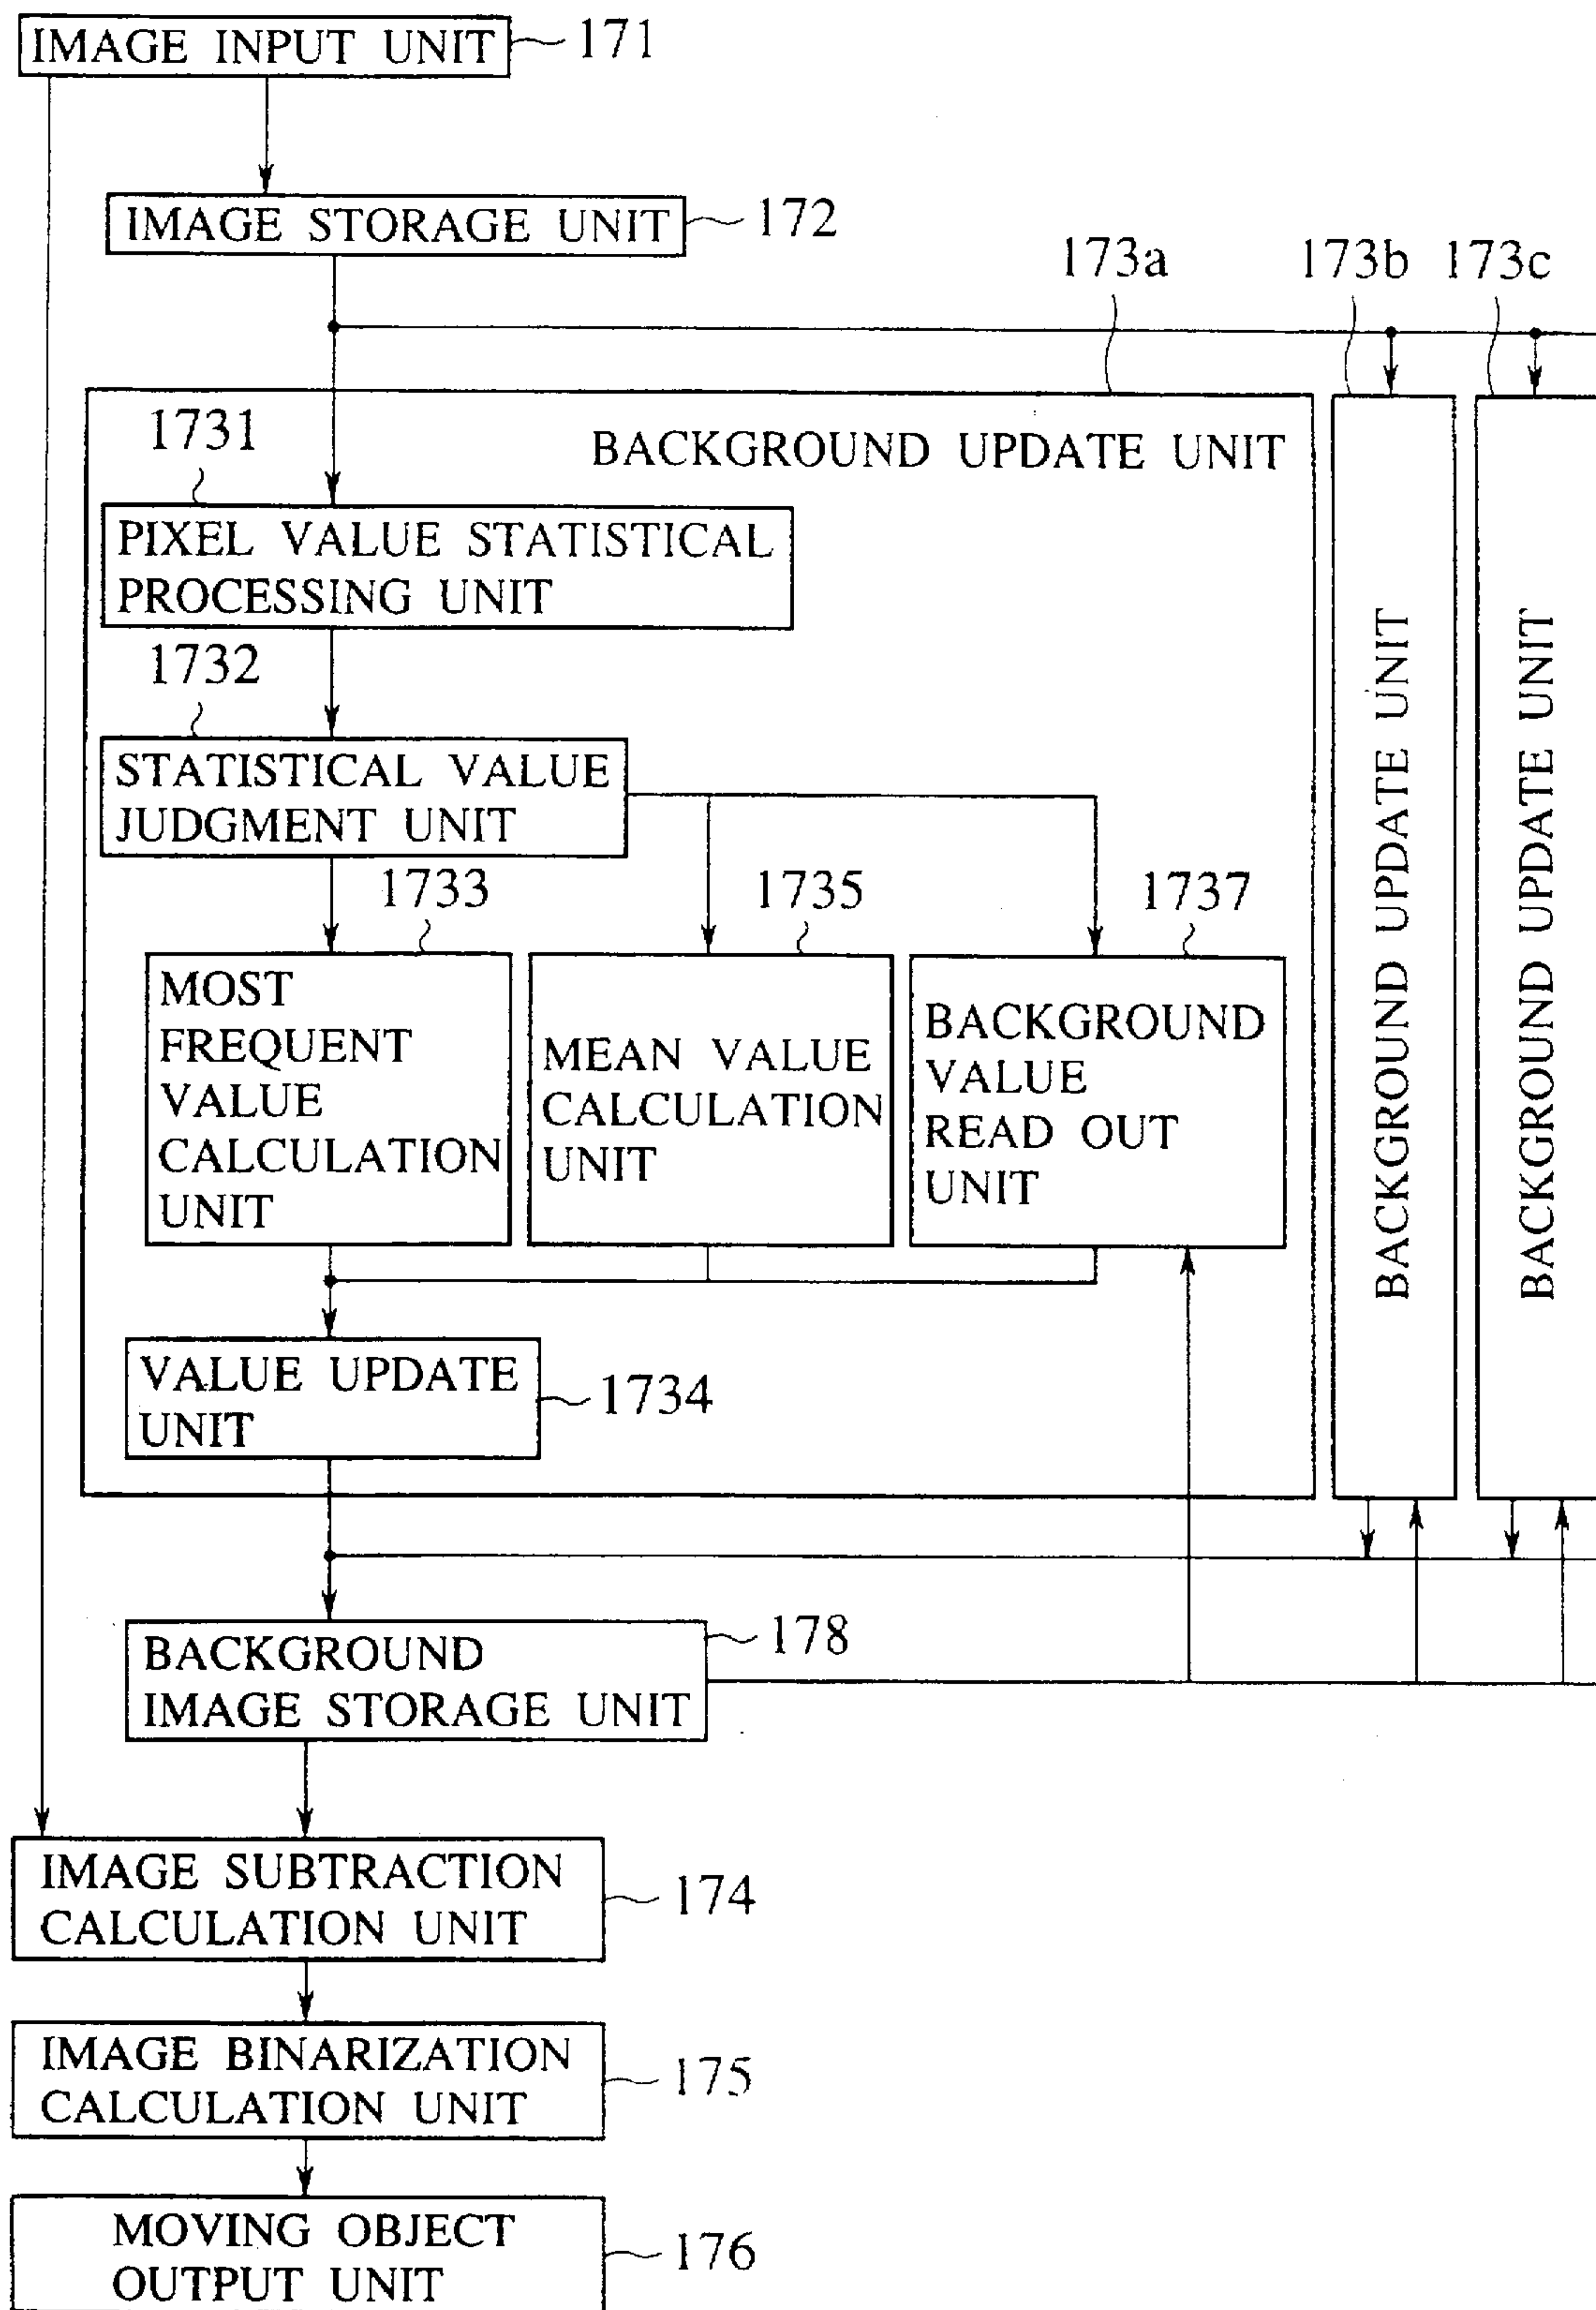 IMAGE INPUT UNIT
171
IMAGE STORAGE UNIT
172
173a
173b
173c
BACKGROUND UPDATE UNIT
1731
PIXEL VALUE STATISTICAL
PROCESSING UNIT
1732
STATISTICAL VALUE
JUDGMENT UNIT
1733
1735
1737
MOST
FREQUENT
VALUE
CALCULATION
UNIT
MEAN VALUE
CALCULATION
UNIT
BACKGROUND
VALUE
READ OUT
UNIT
BACKGROUND UPDATE UNIT
BACKGROUND UPDATE UNIT
VALUE UPDATE
UNIT
1734
BACKGROUND
IMAGE STORAGE UNIT
178
IMAGE SUBTRACTION
CALCULATION UNIT
174
IMAGE BINARIZATION
CALCULATION UNIT
175
MOVING OBJECT
OUTPUT UNIT
176